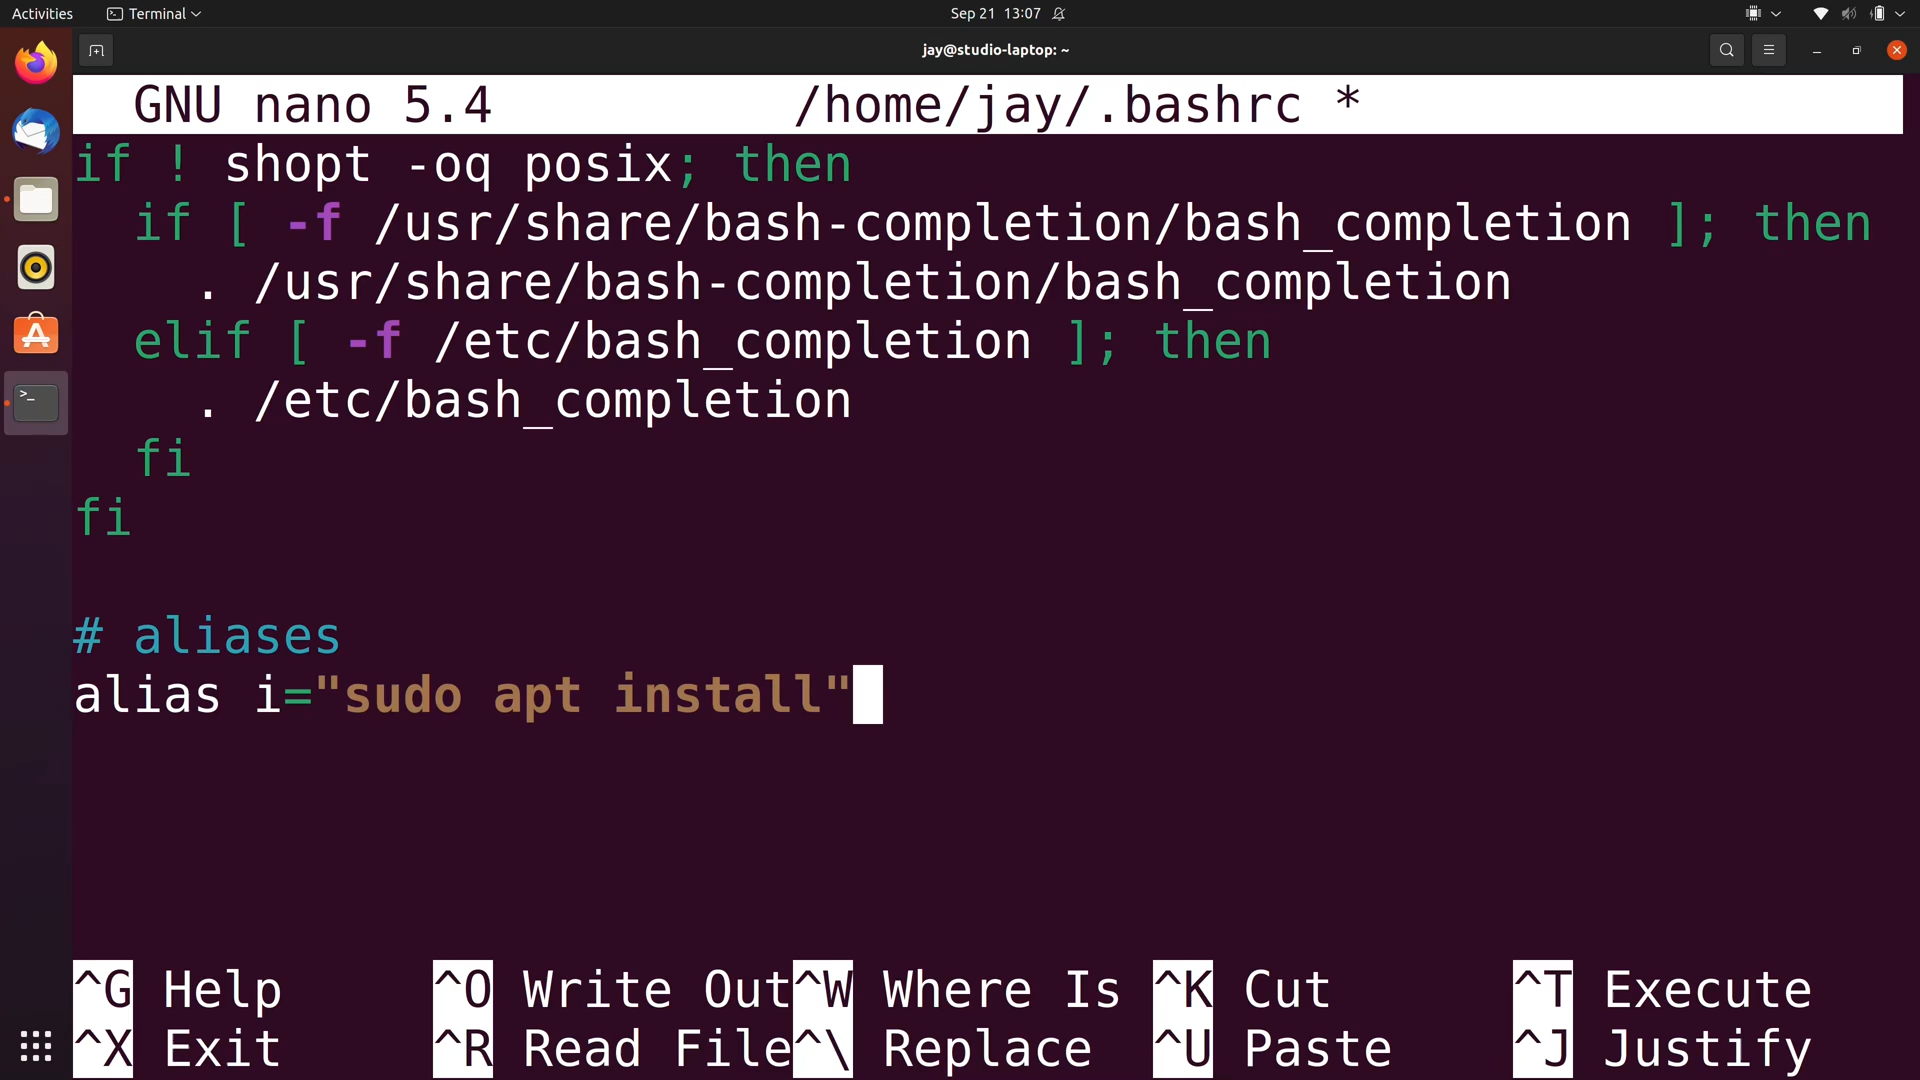 Activities Terminal Sep 21 13:07
jay@studio-laptop: ~
GNU nano 5.4 /home/jay/.bashrc *
if ! shopt -oq posix; then
  if [ -f /usr/share/bash-completion/bash_completion ]; then
    . /usr/share/bash-completion/bash_completion
  elif [ -f /etc/bash_completion ]; then
    . /etc/bash_completion
  fi
fi
# aliases
alias i="sudo apt install"
^G Help ^O Write Out ^W Where Is ^K Cut ^T Execute
^X Exit ^R Read File ^\ Replace ^U Paste ^J Justify